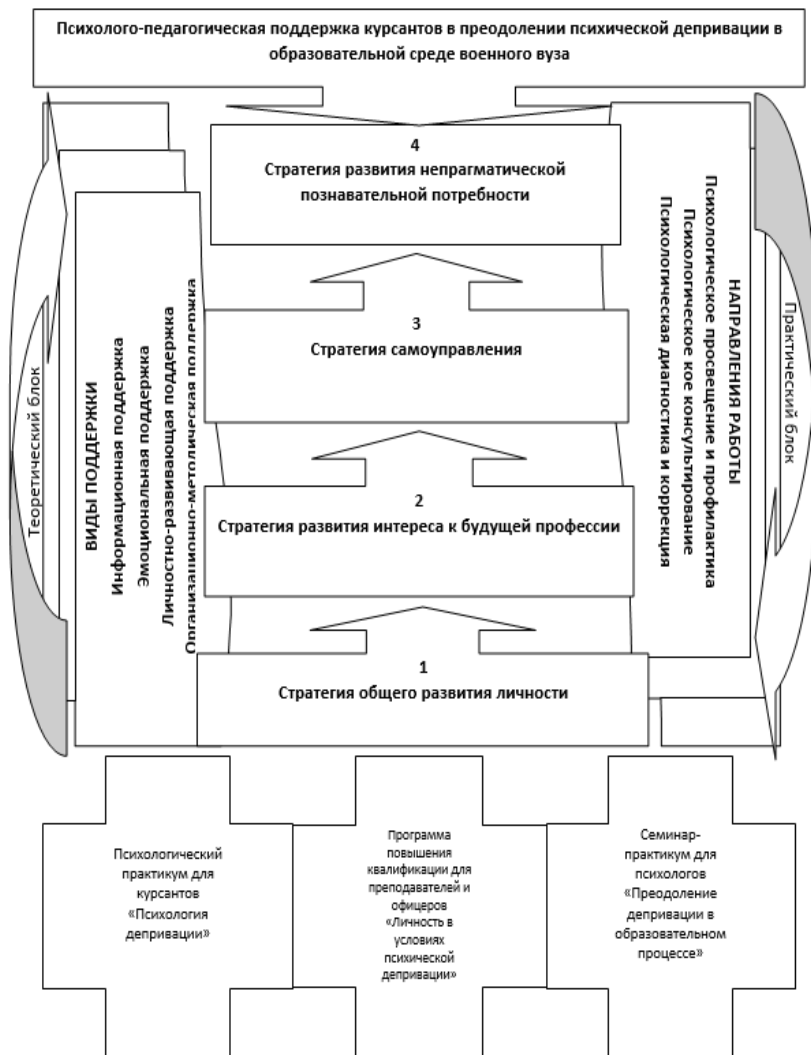 Психолого-педагогическая поддержка курсантов в преодолении психической депривации в
образовательной среде военного вуза
4
Стратегия развития непрагматической
познавательной потребности
3
Стратегия самоуправления
2
Стратегия развития интереса к будущей профессии
1
Стратегия общего развития личности
Теоретический блок
ВИДЫ ПОДДЕРЖКИ
Информационная поддержка
Эмоциональная поддержка
Личностно-развивающая поддержка
Организационно-методическая поддержка
НАПРАВЛЕНИЯ РАБОТЫ
Психологическое просвещение и профилактика
Психологическое кое консультирование
Психологическая диагностика и коррекция
Практический блок
Психологический
практикум для
курсантов
«Психология
депривации»
Программа
повышения
квалификации для
преподавателей и
офицеров
«Личность в
условиях
психической
депривации»
Семинар-
практикум для
психологов
«Преодоление
депривации в
образовательном
процессе»